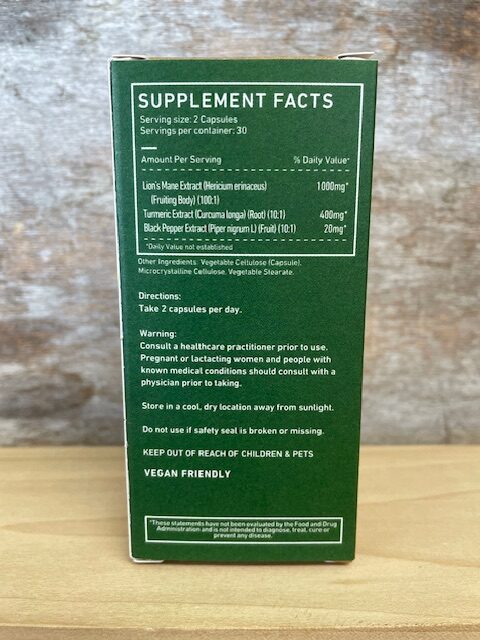 SUPPLEMENT FACTS
Serving size: 2 Capsules
Servings per container: 30
Amount Per Serving % Daily Value*
Lion's Mane Extract (Hericium erinaceus) 1000mg*
(Fruiting Body) (100:1)
Turmeric Extract (Curcuma longa) (Root) (10:1) 400mg*
Black Pepper Extract (Piper nigrum L) (Fruit) (10:1) 20mg*
*Daily Value not established
Other Ingredients: Vegetable Cellulose (Capsule),
Microcrystalline Cellulose, Vegetable Stearate.
Directions:
Take 2 capsules per day.
Warning:
Consult a healthcare practitioner prior to use.
Pregnant or lactacting women and people with
known medical conditions should consult with a
physician prior to taking.
Store in a cool, dry location away from sunlight.
Do not use if safety seal is broken or missing.
KEEP OUT OF REACH OF CHILDREN & PETS
VEGAN FRIENDLY
*These statements have not been evaluated by the Food and Drug
Administration and is not intended to diagnose, treat, cure or
prevent any disease.